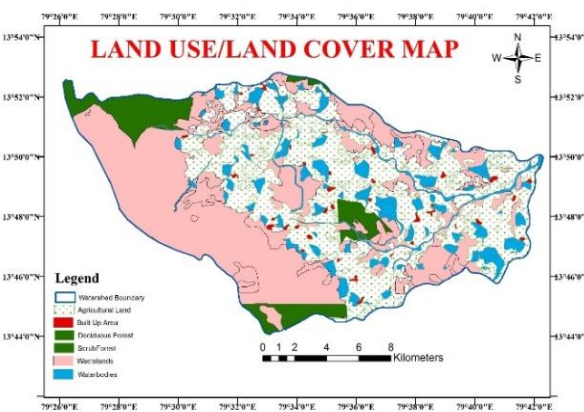 79°26'0"E 79°28'0"E 79°30'0"E 79°32'0"E 79°34'0"E 79°36'0"E 79°38'0"E 79°40'0"E 79°42'0"E
13°54'0"N 13°54'0"N
LAND USE/LAND COVER MAP
N
W E
S
13°52'0"N 13°52'0"N
13°50'0"N 13°50'0"N
13°48'0"N 13°48'0"N
13°46'0"N 13°46'0"N
Legend
Watershed Boundary
Agricultural Land
Built Up Area
Deciduous Forest
ScrubForest
Wastelands
Waterbodies
13°44'0"N 13°44'0"N
0 1 2 4 6 8
Kilometers
79°26'0"E 79°28'0"E 79°30'0"E 79°32'0"E 79°34'0"E 79°36'0"E 79°38'0"E 79°40'0"E 79°42'0"E